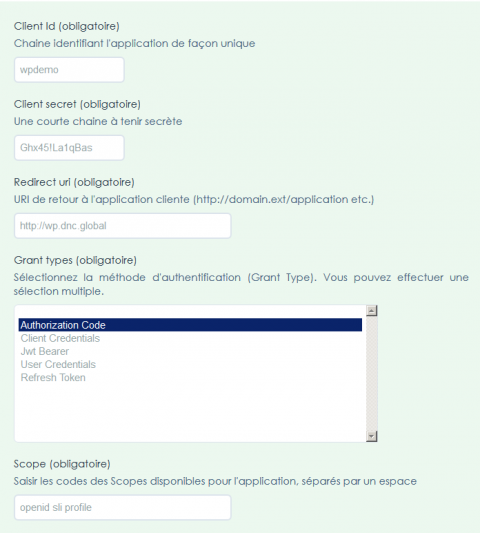 Client Id (obligatoire)
Chaine identifiant l'application de façon unique
wpdemo
Client secret (obligatoire)
Une courte chaine à tenir secrète
Ghx45!La1qBas
Redirect uri (obligatoire)
URI de retour à l'application cliente (http://domain.ext/application etc.)
http://wp.dnc.global
Grant types (obligatoire)
Sélectionnez la méthode d'authentification (Grant Type). Vous pouvez effectuer une
sélection multiple.
Authorization Code
Client Credentials
Jwt Bearer
User Credentials
Refresh Token
Scope (obligatoire)
Saisir les codes des Scopes disponibles pour l'application, séparés par un espace
openid sli profile